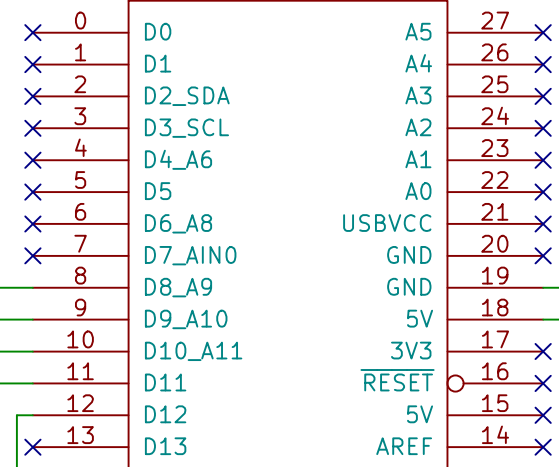 0 D0 A5 27
1 D1 A4 26
2 D2_SDA A3 25
3 D3_SCL A2 24
4 D4_A6 A1 23
5 D5 A0 22
6 D6_A8 USBVCC 21
7 D7_AIN0 GND 20
8 D8_A9 GND 19
9 D9_A10 5V 18
10 D10_A11 3V3 17
11 D11 RESET 16
12 D12 5V 15
13 D13 AREF 14